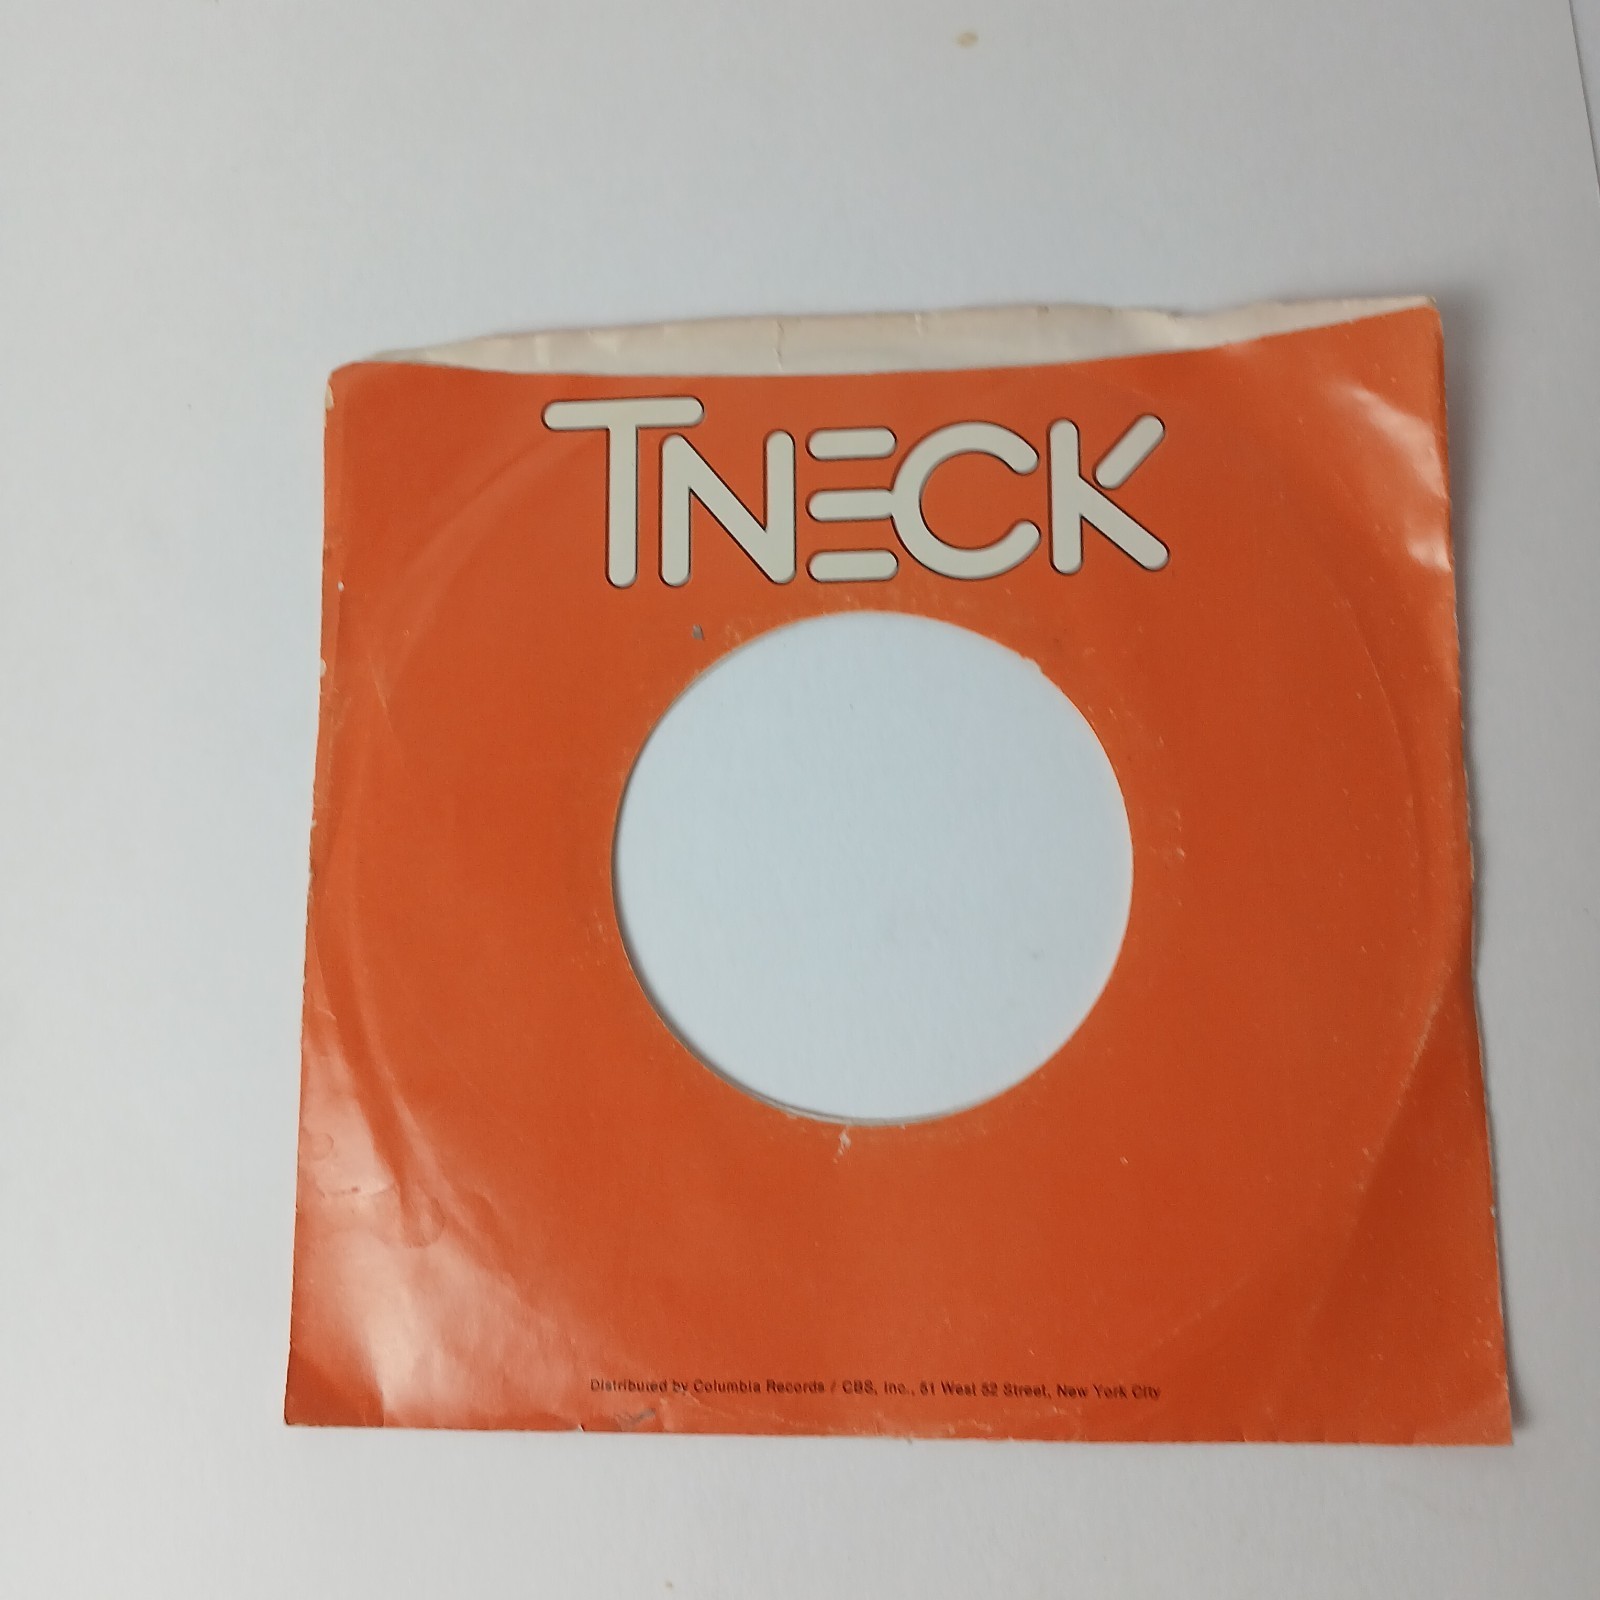 TNECK
Distributed by Columbia Records / CBS, Inc., 51 West 52 Street, New York City